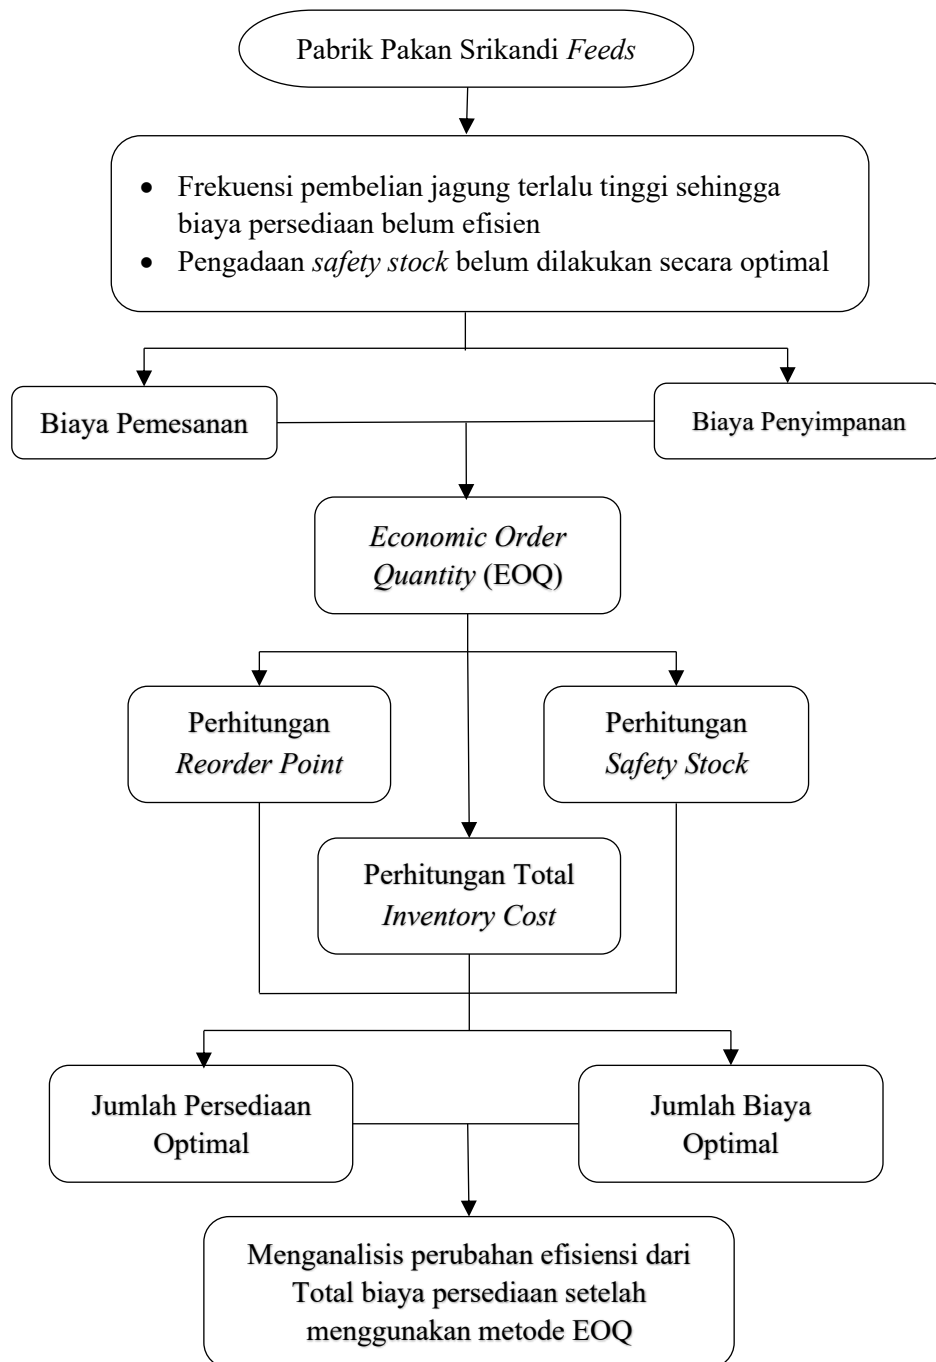 Pabrik Pakan Srikandi Feeds
• Frekuensi pembelian jagung terlalu tinggi sehingga
biaya persediaan belum efisien
• Pengadaan safety stock belum dilakukan secara optimal
Biaya Pemesanan
Biaya Penyimpanan
Economic Order
Quantity (EOQ)
Perhitungan
Reorder Point
Perhitungan
Safety Stock
Perhitungan Total
Inventory Cost
Jumlah Persediaan
Optimal
Jumlah Biaya
Optimal
Menganalisis perubahan efisiensi dari
Total biaya persediaan setelah
menggunakan metode EOQ